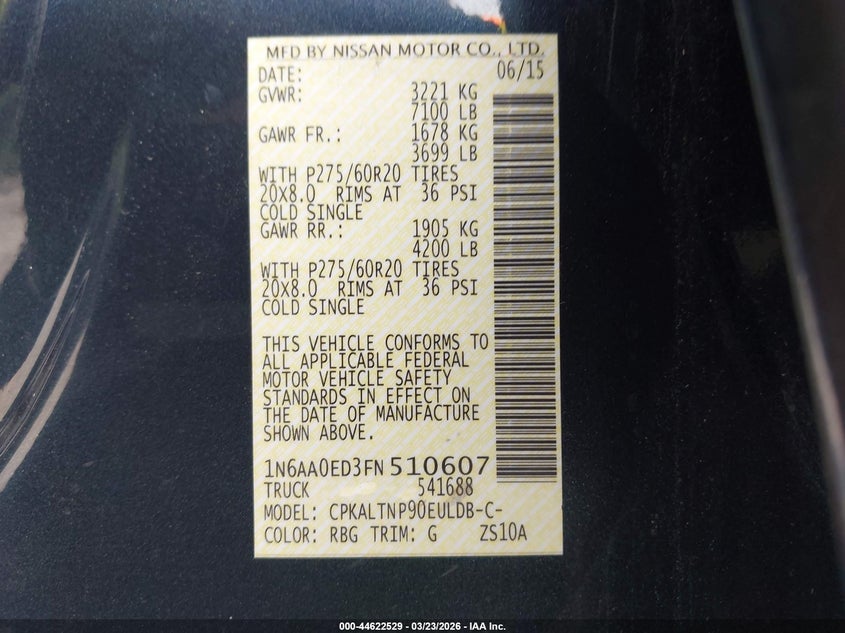 MFD BY NISSAN MOTOR CO., LTD.
DATE: 06/15
GVWR: 3221 KG
7100 LB
GAWR FR.: 1678 KG
3699 LB
WITH P275/60R20 TIRES
20X8.0 RIMS AT 36 PSI
COLD SINGLE
GAWR RR.: 1905 KG
4200 LB
WITH P275/60R20 TIRES
20X8.0 RIMS AT 36 PSI
COLD SINGLE
THIS VEHICLE CONFORMS TO
ALL APPLICABLE FEDERAL
MOTOR VEHICLE SAFETY
STANDARDS IN EFFECT ON
THE DATE OF MANUFACTURE
SHOWN ABOVE.
1N6AA0ED3FN510607
TRUCK 541688
MODEL: CPKALTNP90EULDB-C-
COLOR: RBG TRIM: G ZS10A
000-44622529 - 03/23/2026 - IAA Inc.